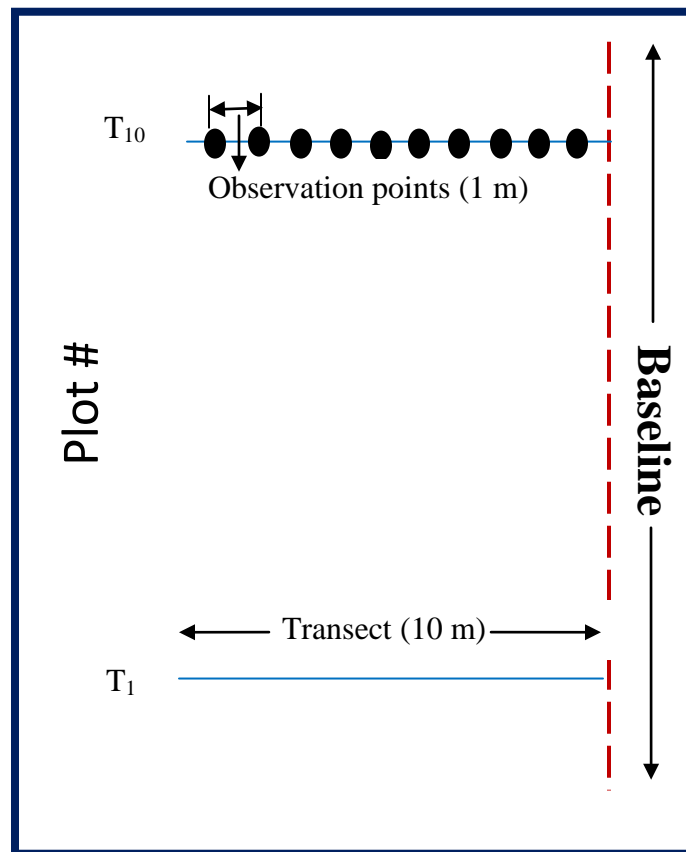 T₁₀
Observation points (1 m)
Plot #
Baseline
Transect (10 m)
T₁